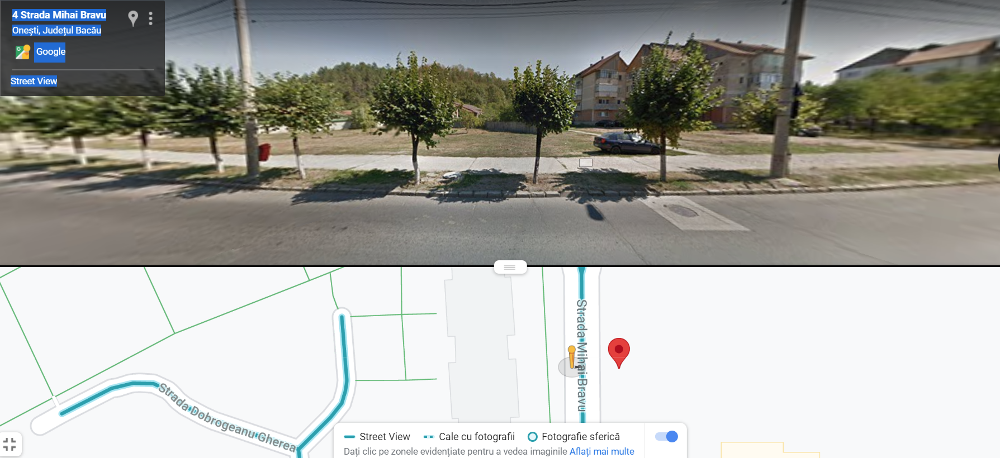 4 Strada Mihai Bravu
Onești, Județul Bacău
Google
Street View
Strada Mihai Bravu
Strada Dobrogeanu Gherea
Street View
Cale cu fotografii
Fotografie sferică
Dați clic pe zonele evidențiate pentru a vedea imaginile Aflați mai multe